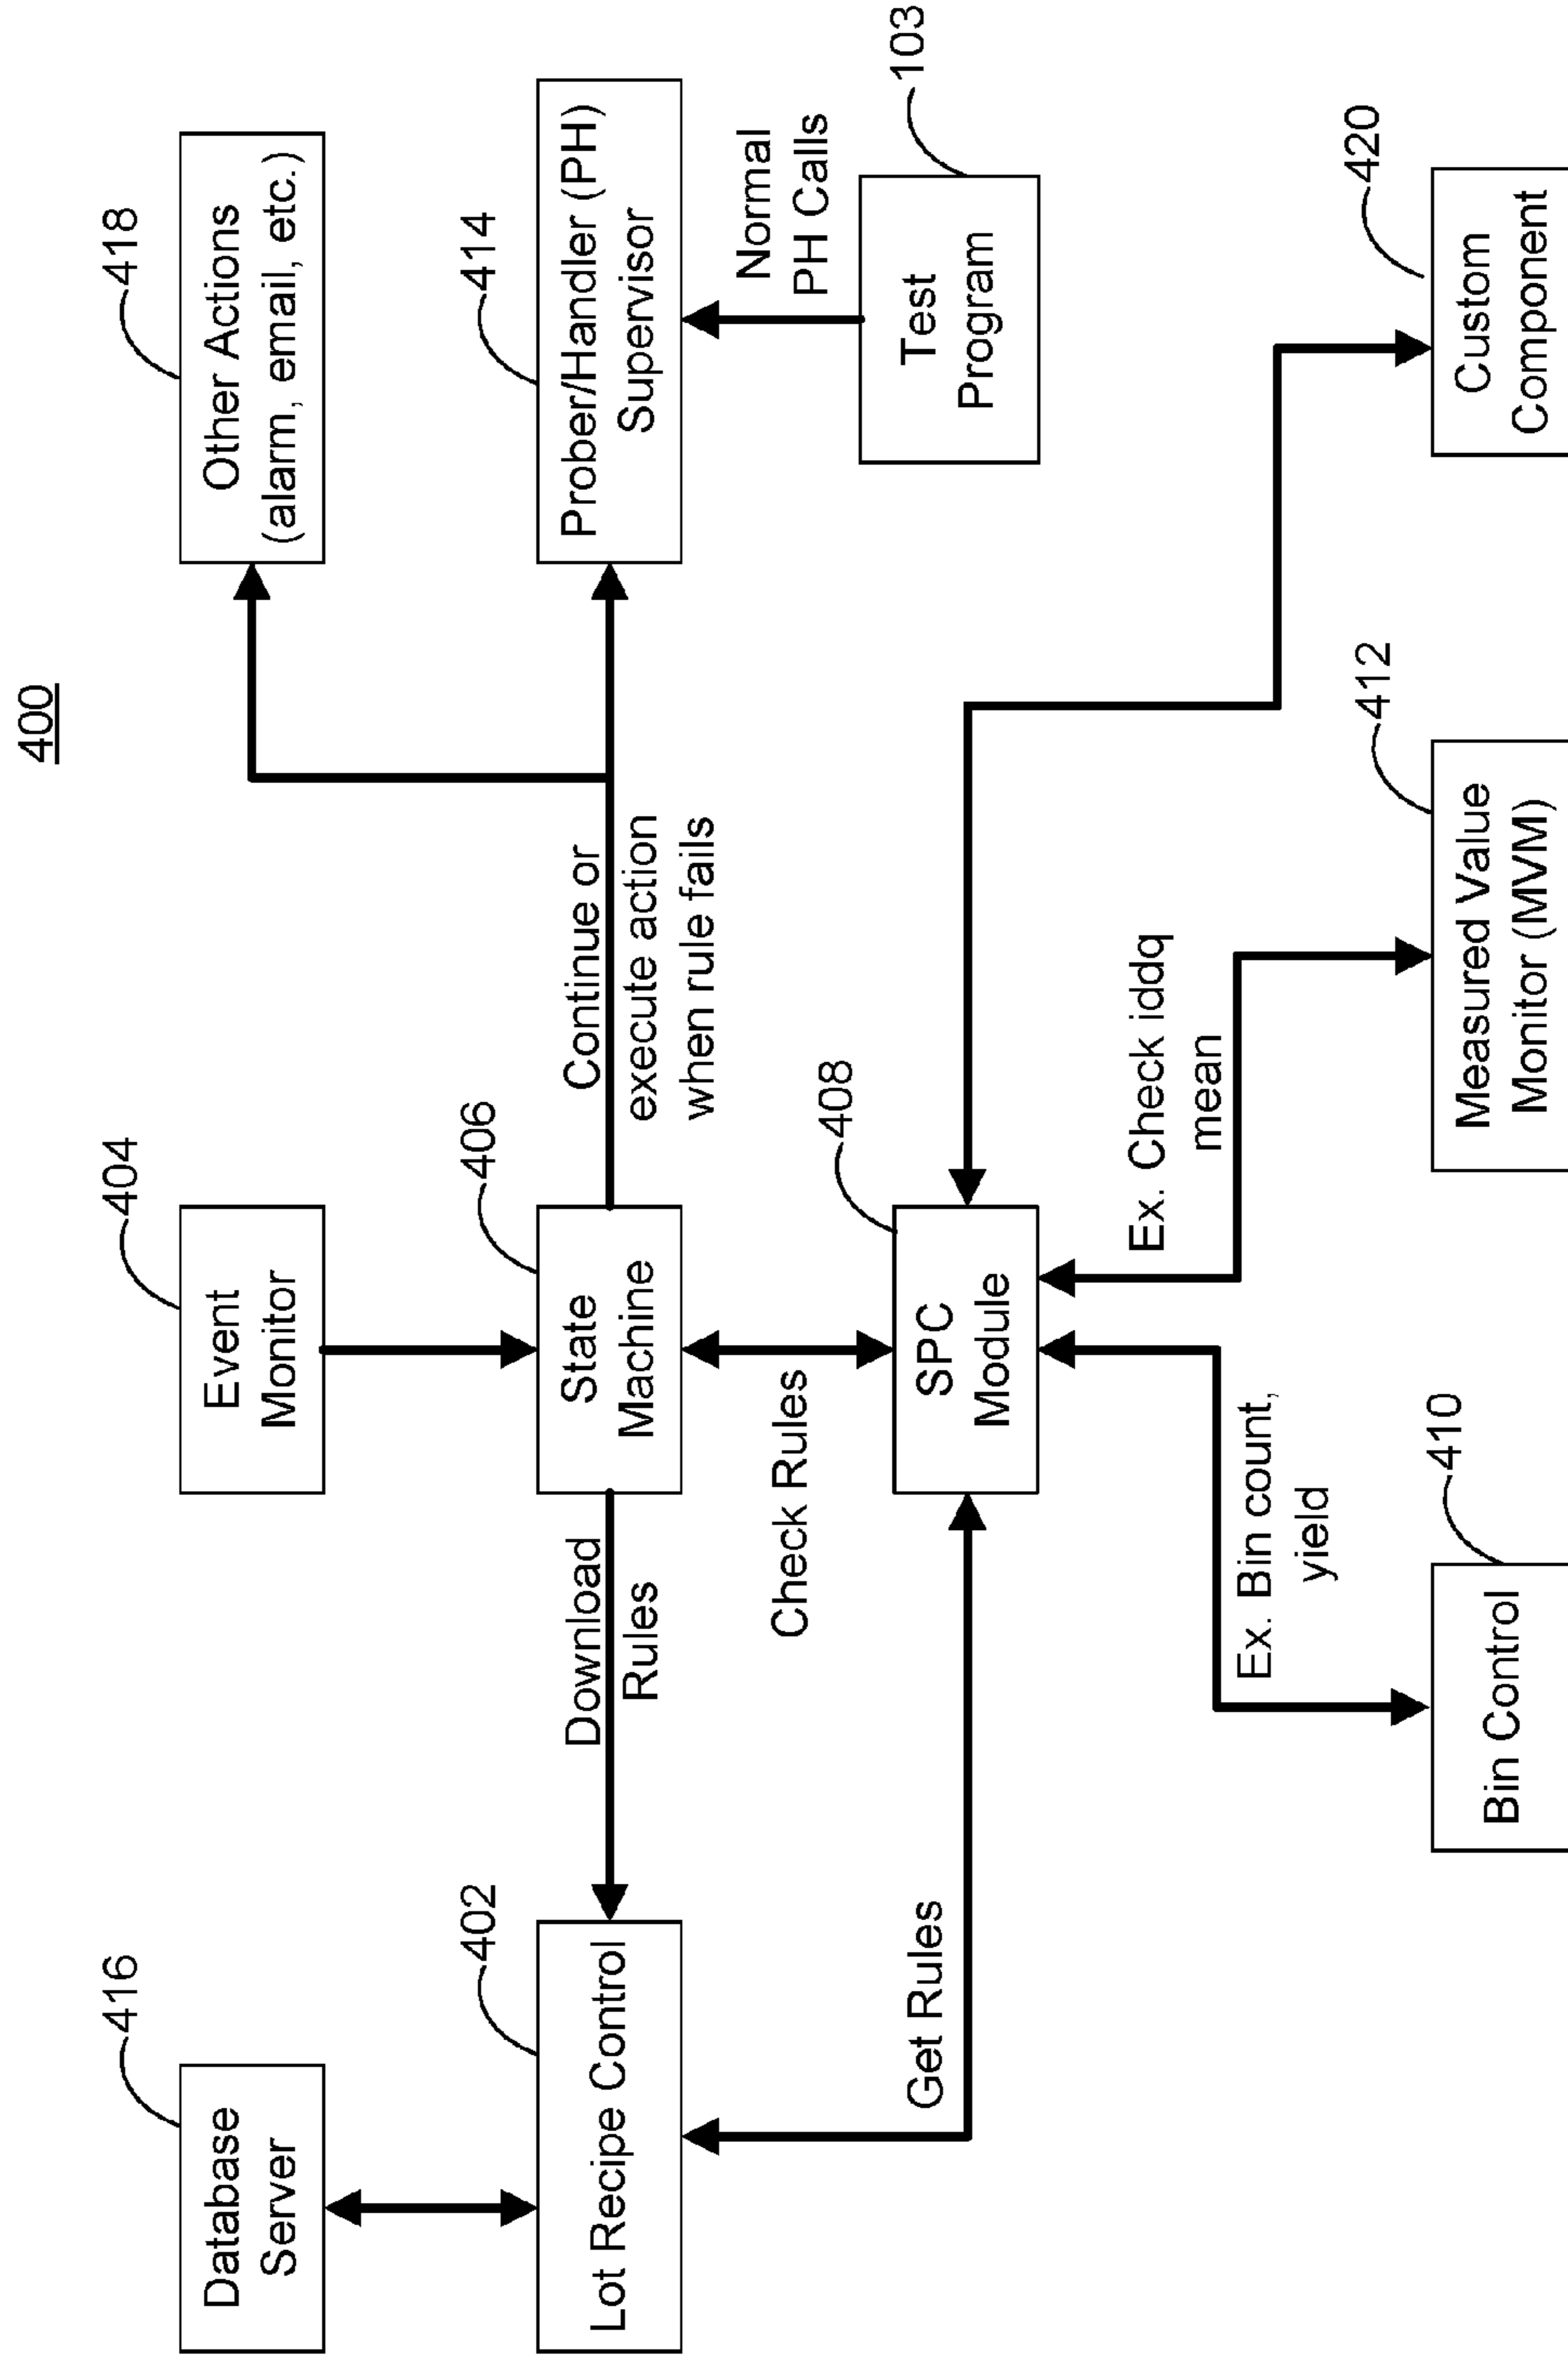 400
416
Database
Server
404
Event
Monitor
418
Other Actions
(alarm, email, etc.)
402
Lot Recipe Control
Download
Rules
406
State
Machine
Continue or
execute action
when rule fails
414
Prober/Handler (PH)
Supervisor
Normal
PH Calls
103
Test
Program
Check Rules
Get Rules
408
SPC
Module
Ex. Bin count,
yield
Ex. Check iddq
mean
410
Bin Control
412
Measured Value
Monitor (MVM)
420
Custom
Component